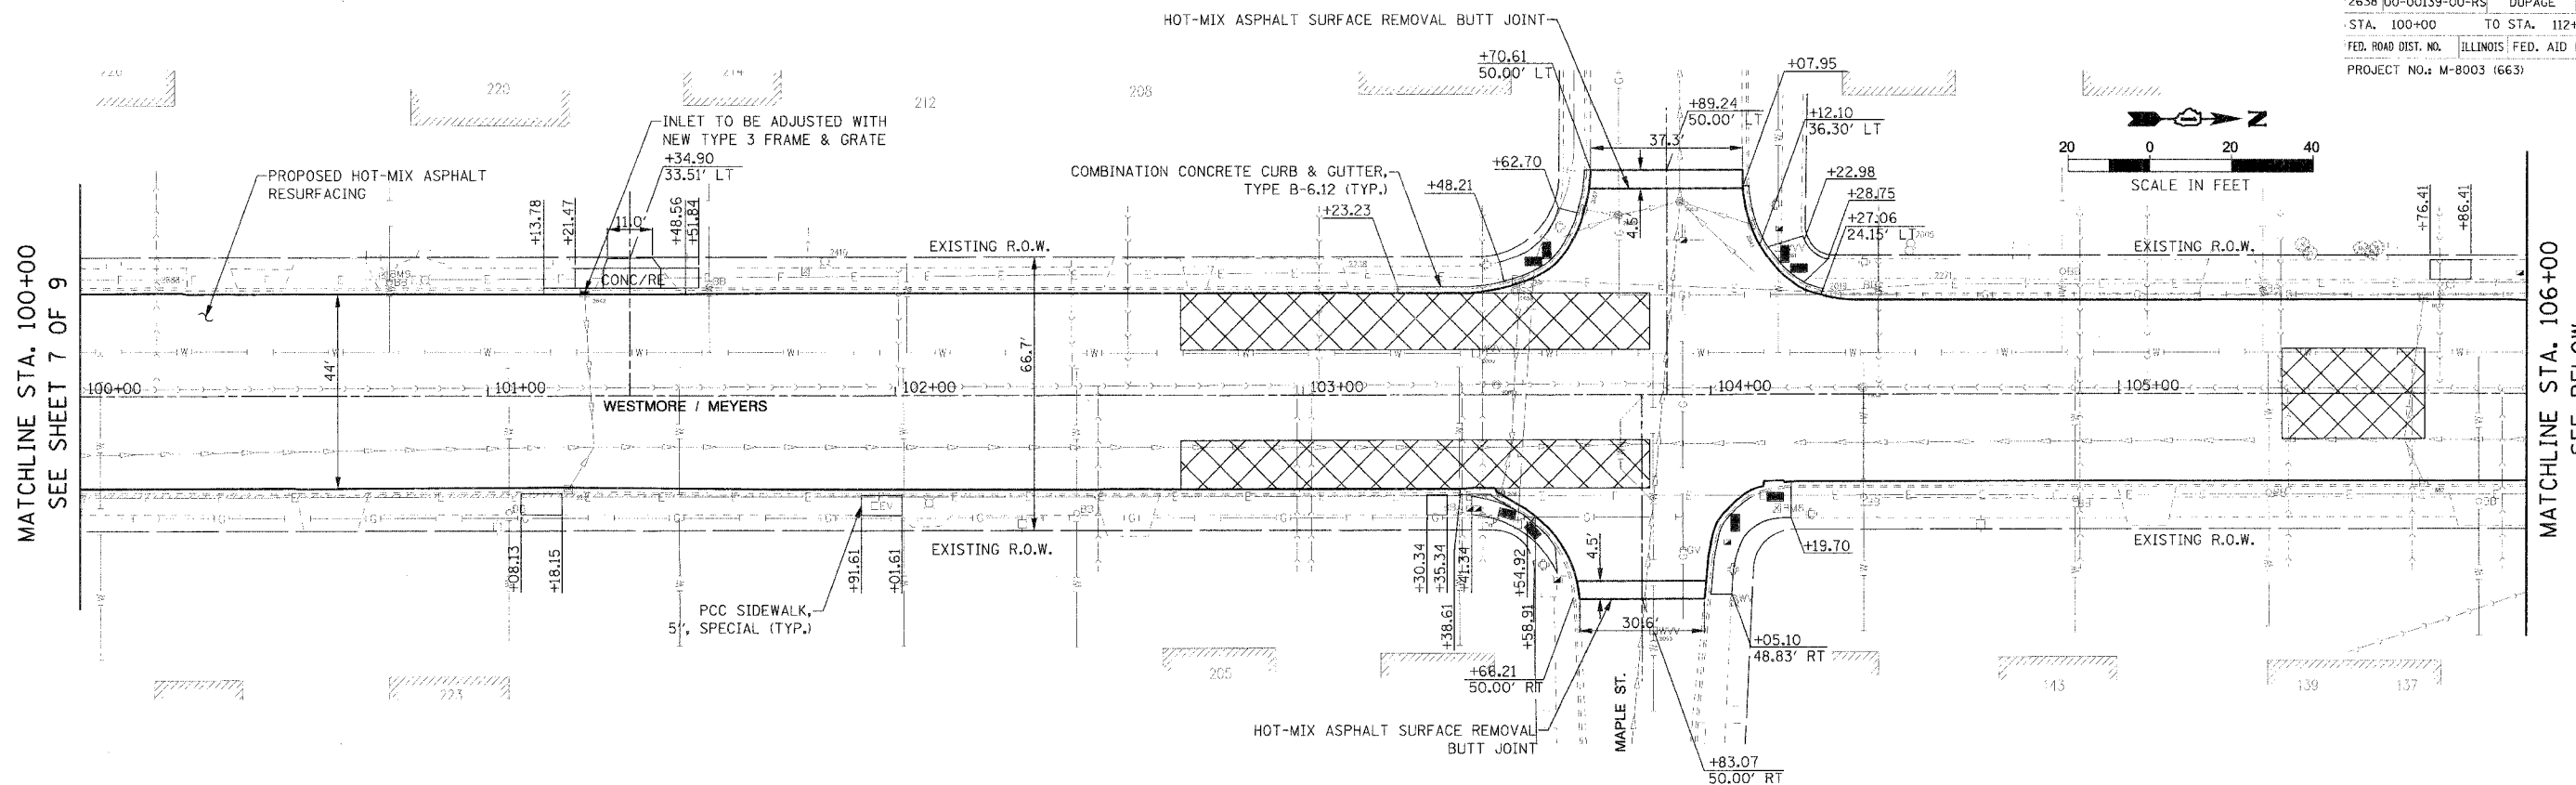 2638 00-00139-00-RS DUPAGE
STA. 100+00 TO STA. 112+
FED. ROAD DIST. NO. ILLINOIS FED. AID
PROJECT NO.: M-8003 (663)
HOT-MIX ASPHALT SURFACE REMOVAL BUTT JOINT
+70.61
50.00' LT
+07.95
220
214
212
208
+89.24
50.00' LT
+12.10
36.30' LT
N
20 0 20 40
SCALE IN FEET
INLET TO BE ADJUSTED WITH
NEW TYPE 3 FRAME & GRATE
+34.90
33.51' LT
37.3'
PROPOSED HOT-MIX ASPHALT
RESURFACING
COMBINATION CONCRETE CURB & GUTTER,
TYPE B-6.12 (TYP.)
+62.70
+48.21
+23.23
4.5'
+22.98
+28.75
+27.06
24.15' LT
+13.78
+21.47
11.0'
+48.56
+51.84
+76.41
+86.41
EXISTING R.O.W.
EXISTING R.O.W.
CONC/RE
MATCHLINE STA. 100+00
SEE SHEET 7 OF 9
44'
66.7'
100+00
101+00
102+00
103+00
104+00
105+00
WESTMORE / MEYERS
MATCHLINE STA. 106+00
SEE BELOW
EXISTING R.O.W.
EXISTING R.O.W.
+08.13
+18.15
+91.61
+01.61
+30.34
+35.34
+41.34
+38.61
+54.92
+58.91
4.5'
+19.70
PCC SIDEWALK,
5", SPECIAL (TYP.)
30.6'
+05.10
48.83' RT
+66.21
50.00' RT
223
205
143
139
137
MAPLE ST.
HOT-MIX ASPHALT SURFACE REMOVAL
BUTT JOINT
+83.07
50.00' RT